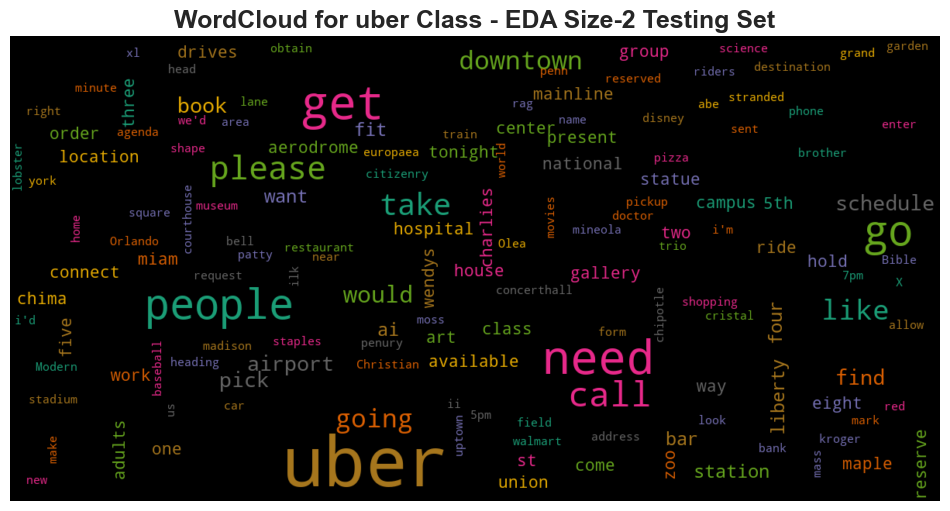 WordCloud for uber Class - EDA Size-2 Testing Set
xl drives obtain downtown group science grand garden
head penn riders destination
minute three book lane get reserved mainline abe stranded
right we'd area rag phone
order agenda fit name center present disney sent enter
location shape aerodrome train tonight world national pizza brother
lobster york please europaea citizenry statue
square courthouse museum want take charlies movies pickup doctor campus 5th schedule
home Orlando bell hospital mineola two i'm go
miam patty restaurant near Olea trio ride hold Bible
connect request ilk wendys house gallery 7pm X
chima people would concerthall chipotle shopping cristal like allow
i'd five moss ai art class form four
madison staples penury need
Modern baseball heading airport Christian available liberty find
work pick call way
stadium us car ii eight red
going 5pm field address look mark
make adults one uptown walmart bar kroger
uber st come zoo bank mass maple reserve
new union station